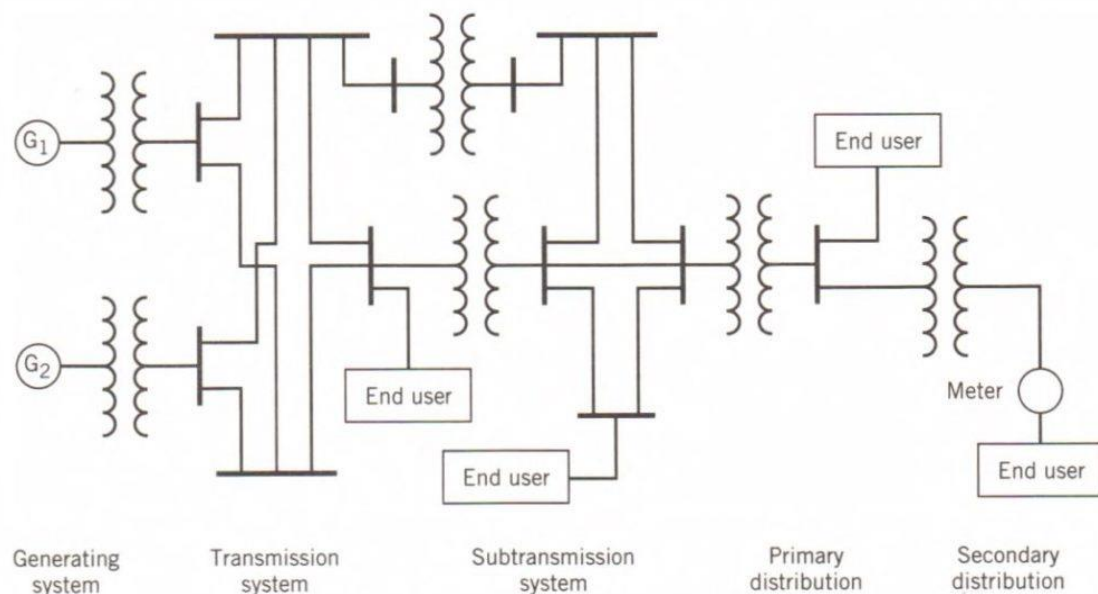 G1
G2
End user
End user
End user
Meter
End user
Generating
system
Transmission
system
Subtransmission
system
Primary
distribution
Secondary
distribution